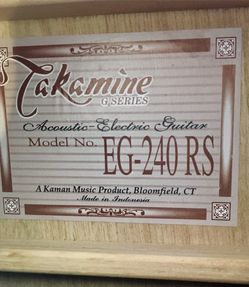 Takamine
G SERIES
Acoustic-Electric Guitar
Model No. EG-240 RS
A Kaman Music Product, Bloomfield, CT
Made in Indonesia